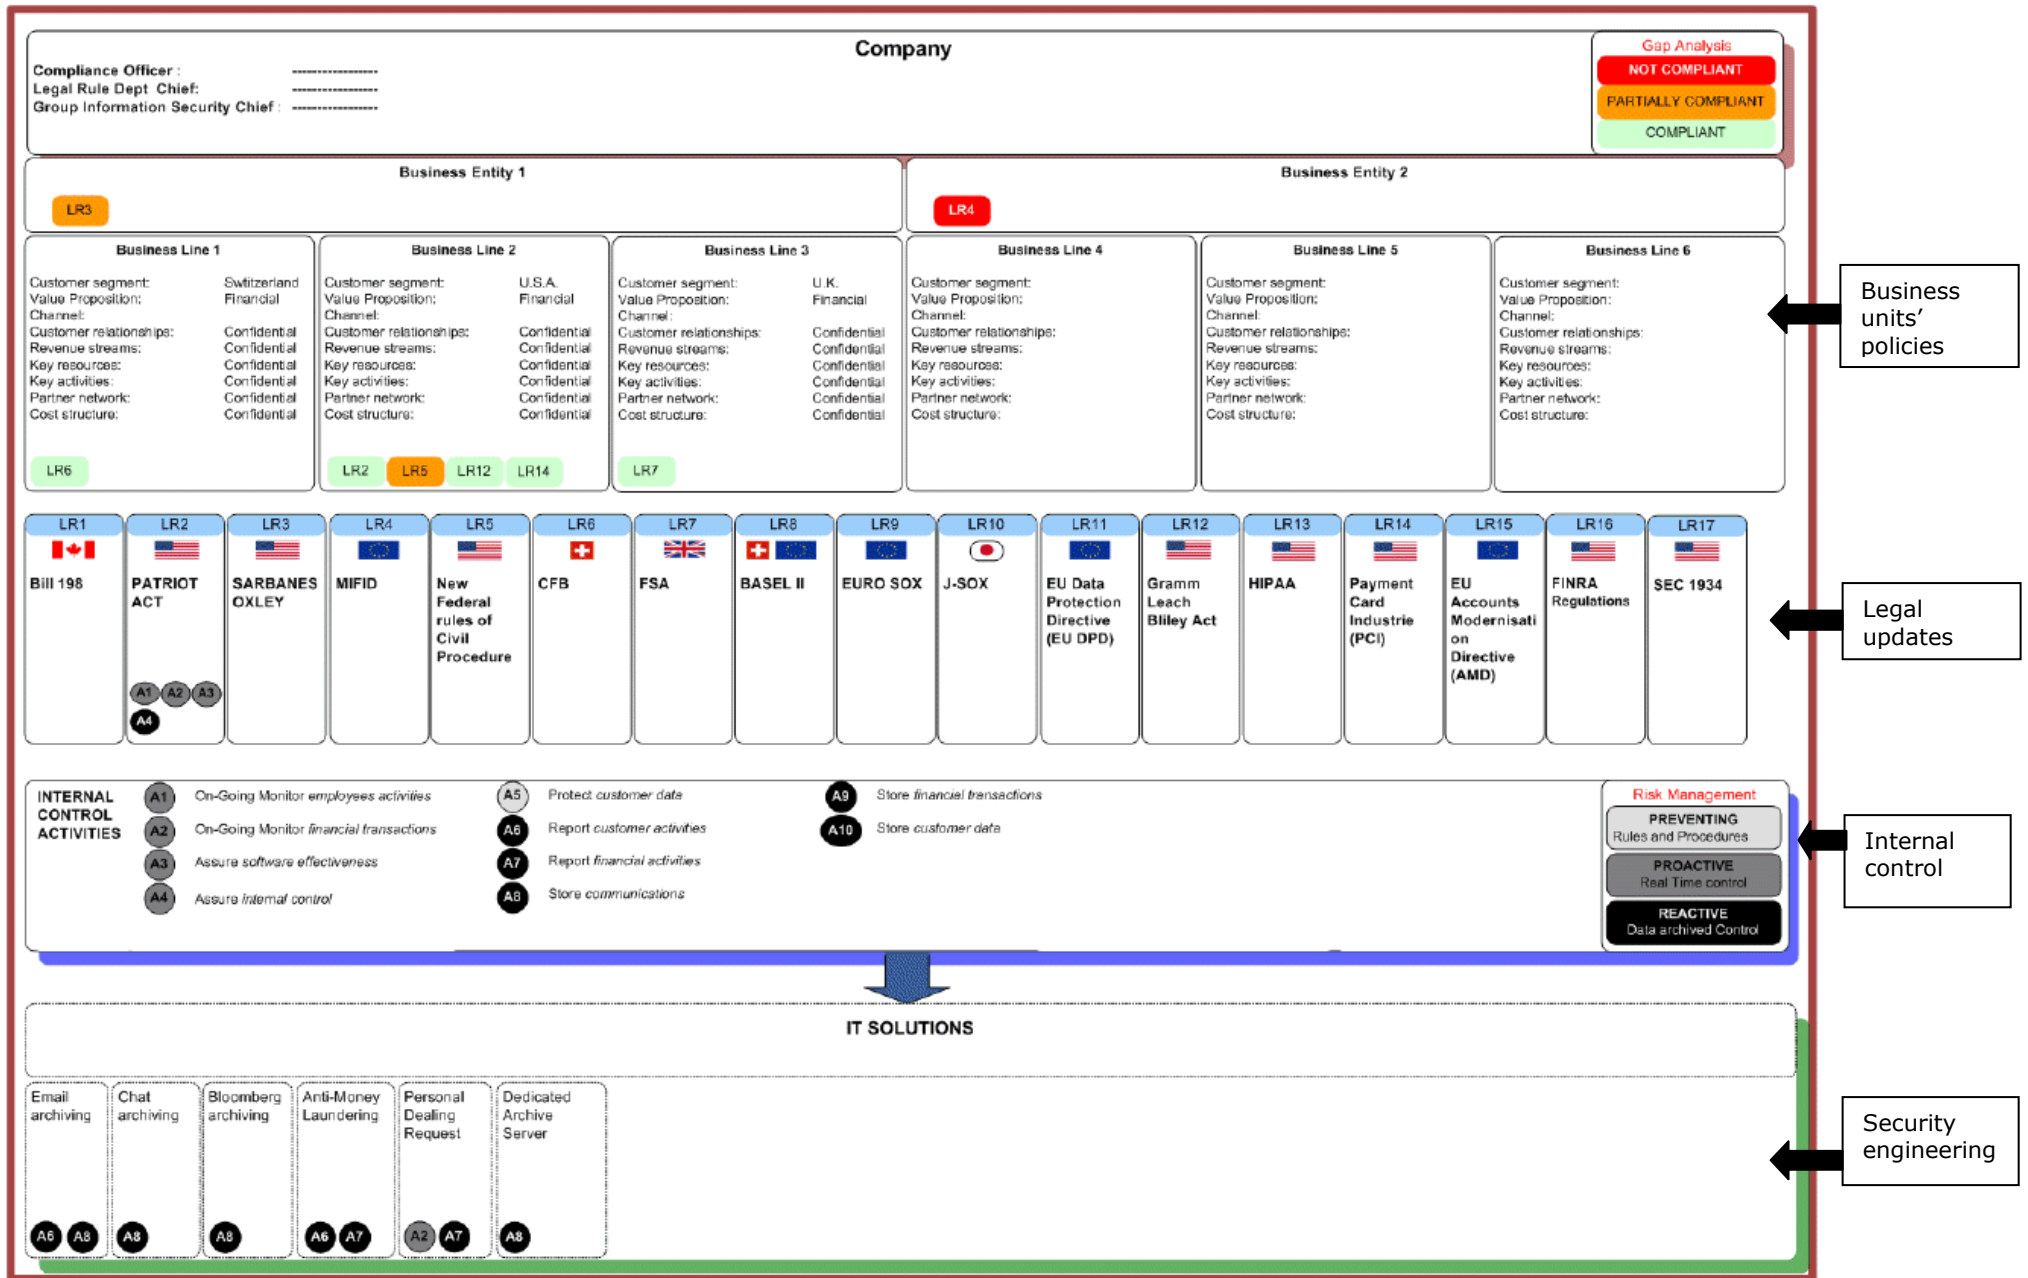 Company
Compliance Officer : -----------------
Legal Rule Dept Chief: -----------------
Group Information Security Chief : -----------------
Gap Analysis
NOT COMPLIANT
PARTIALLY COMPLIANT
COMPLIANT
Business Entity 1
LR3
Business Entity 2
LR4
Business Line 1
Customer segment: Swtitzerland
Value Proposition: Financial
Channel:
Customer relationships: Confidential
Revenue streams: Confidential
Key resources: Confidential
Key activities: Confidential
Partner network: Confidential
Cost structure: Confidential
LR6
Business Line 2
Customer segment: U.S.A.
Value Proposition: Financial
Channel:
Customer relationships: Confidential
Revenue streams: Confidential
Key resources: Confidential
Key activities: Confidential
Partner network: Confidential
Cost structure: Confidential
LR2 LR5 LR12 LR14
Business Line 3
Customer segment: U.K.
Value Proposition: Financial
Channel:
Customer relationships: Confidential
Revenue streams: Confidential
Key resources: Confidential
Key activities: Confidential
Partner network: Confidential
Cost structure: Confidential
LR7
Business Line 4
Customer segment:
Value Proposition:
Channel:
Customer relationships:
Revenue streams:
Key resources:
Key activities:
Partner network:
Cost structure:
Business Line 5
Customer segment:
Value Proposition:
Channel:
Customer relationships:
Revenue streams:
Key resources:
Key activities:
Partner network:
Cost structure:
Business Line 6
Customer segment:
Value Proposition:
Channel:
Customer relationships:
Revenue streams:
Key resources:
Key activities:
Partner network:
Cost structure:
Business
units'
policies
LR1
Bill 198
LR2
PATRIOT
ACT
A1 A2 A3
A4
LR3
SARBANES
OXLEY
LR4
MIFID
LR5
New
Federal
rules of
Civil
Procedure
LR6
CFB
LR7
FSA
LR8
BASEL II
LR9
EURO SOX
LR10
J-SOX
LR11
EU Data
Protection
Directive
(EU DPD)
LR12
Gramm
Leach
Bliley Act
LR13
HIPAA
LR14
Payment
Card
Industrie
(PCI)
LR15
EU
Accounts
Modernisati
on
Directive
(AMD)
LR16
FINRA
Regulations
LR17
SEC 1934
Legal
updates
INTERNAL
CONTROL
ACTIVITIES
A1 On-Going Monitor employees activities
A2 On-Going Monitor financial transactions
A3 Assure software effectiveness
A4 Assure internal control
A5 Protect customer data
A6 Report customer activities
A7 Report financial activities
A8 Store communications
A9 Store financial transactions
A10 Store customer data
Risk Management
PREVENTING
Rules and Procedures
PROACTIVE
Real Time control
REACTIVE
Data archived Control
Internal
control
IT SOLUTIONS
Email
archiving
A6 A8
Chat
archiving
A8
Bloomberg
archiving
A8
Anti-Money
Laundering
A6 A7
Personal
Dealing
Request
A2 A7
Dedicated
Archive
Server
A8
Security
engineering